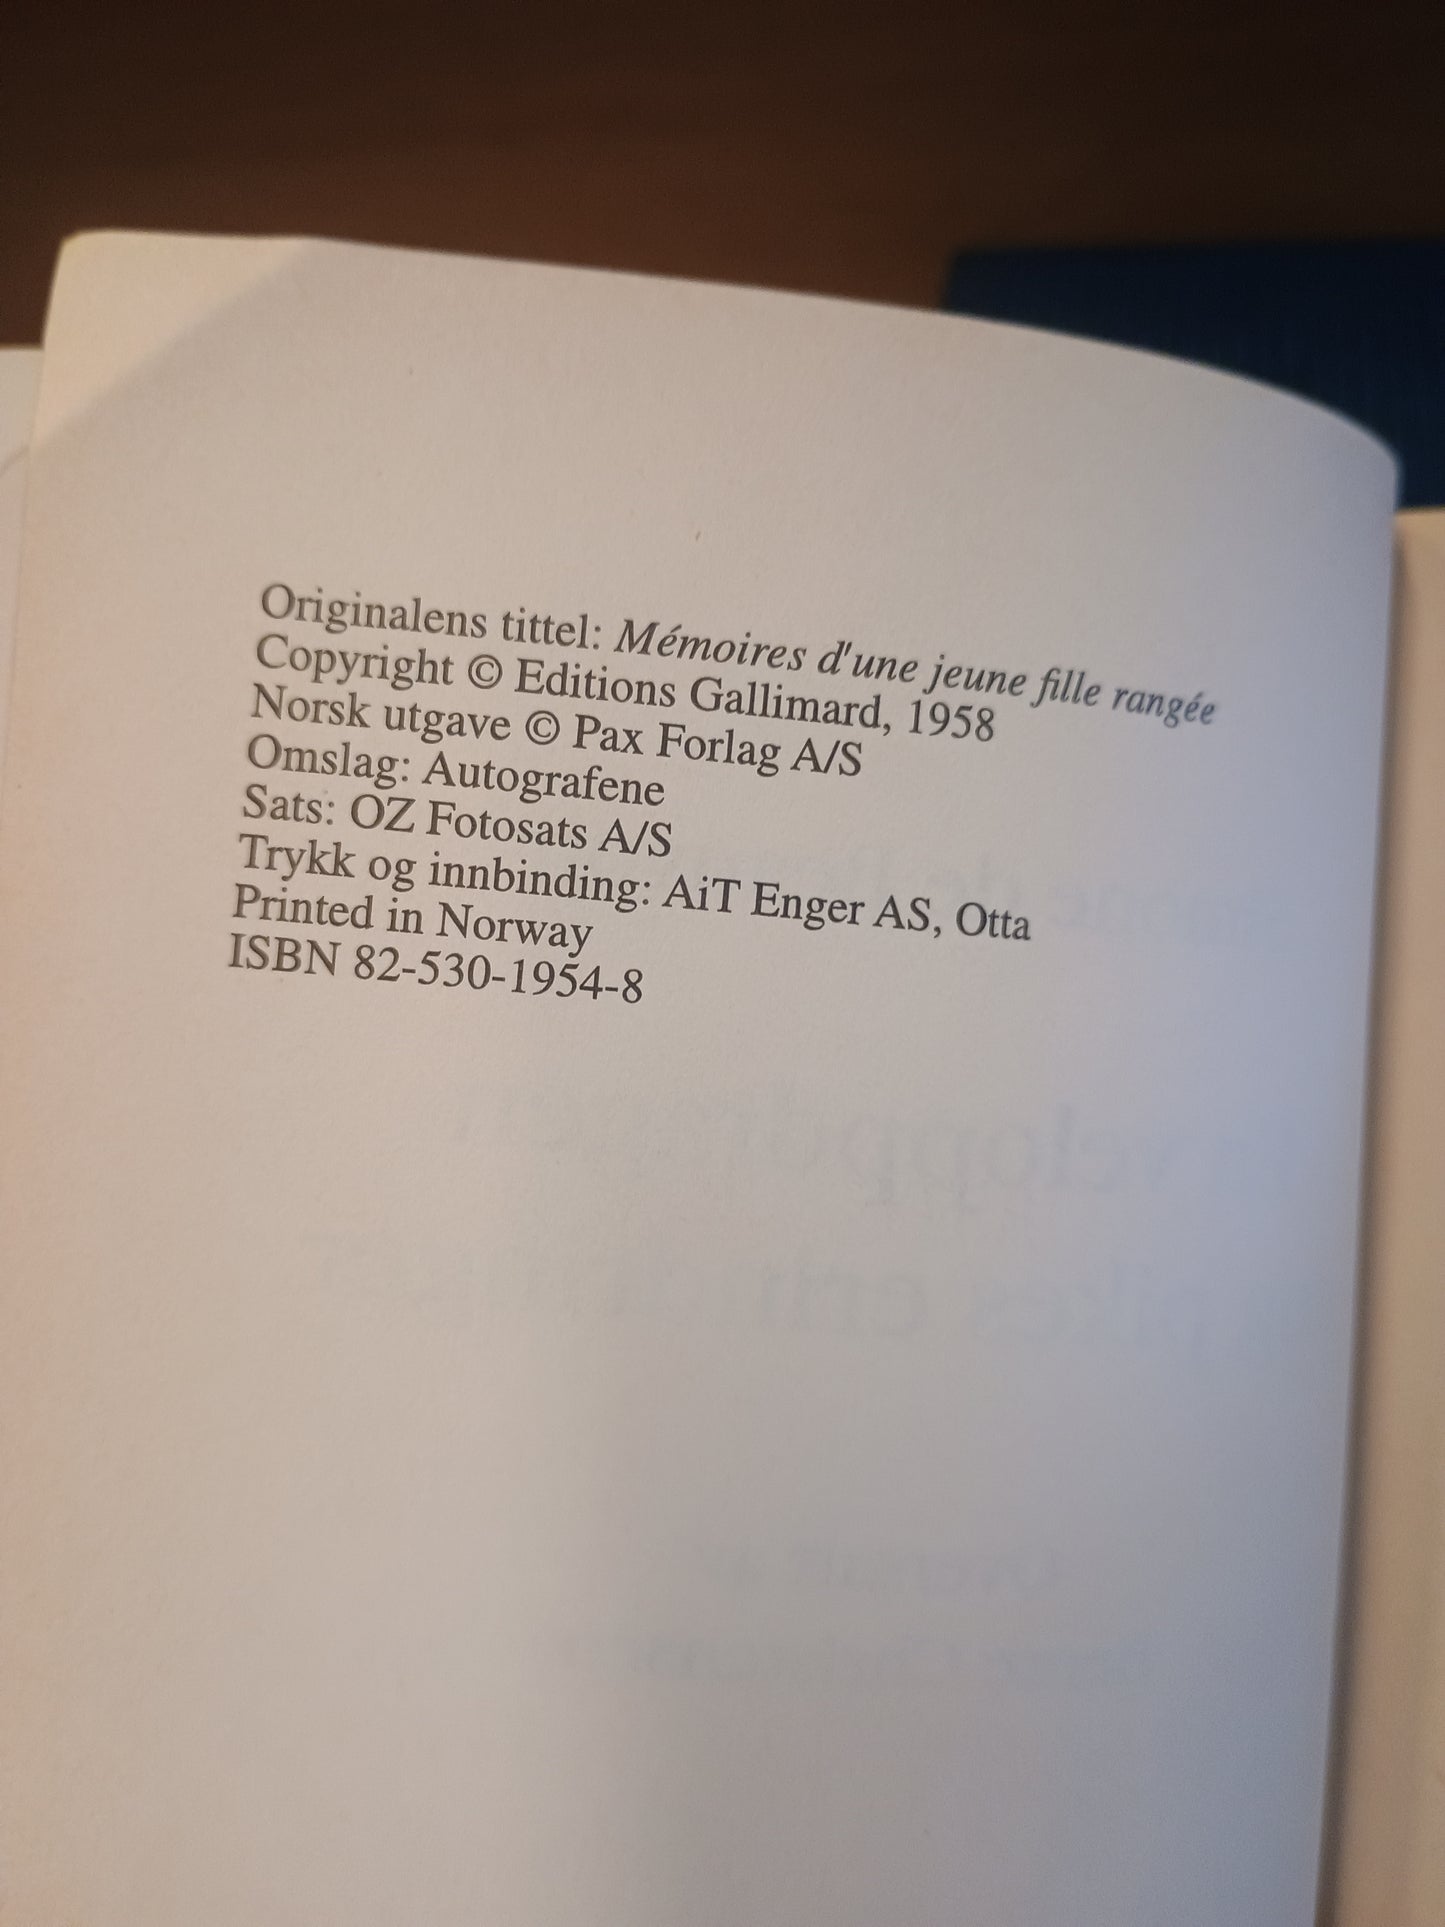 Originalens tittel: Mémoires d'une jeune fille rangée
Copyright © Editions Gallimard, 1958
Norsk utgave © Pax Forlag A/S
Omslag: Autografene
Sats: OZ Fotosats A/S
Trykk og innbinding: AiT Enger AS, Otta
Printed in Norway
ISBN 82-530-1954-8